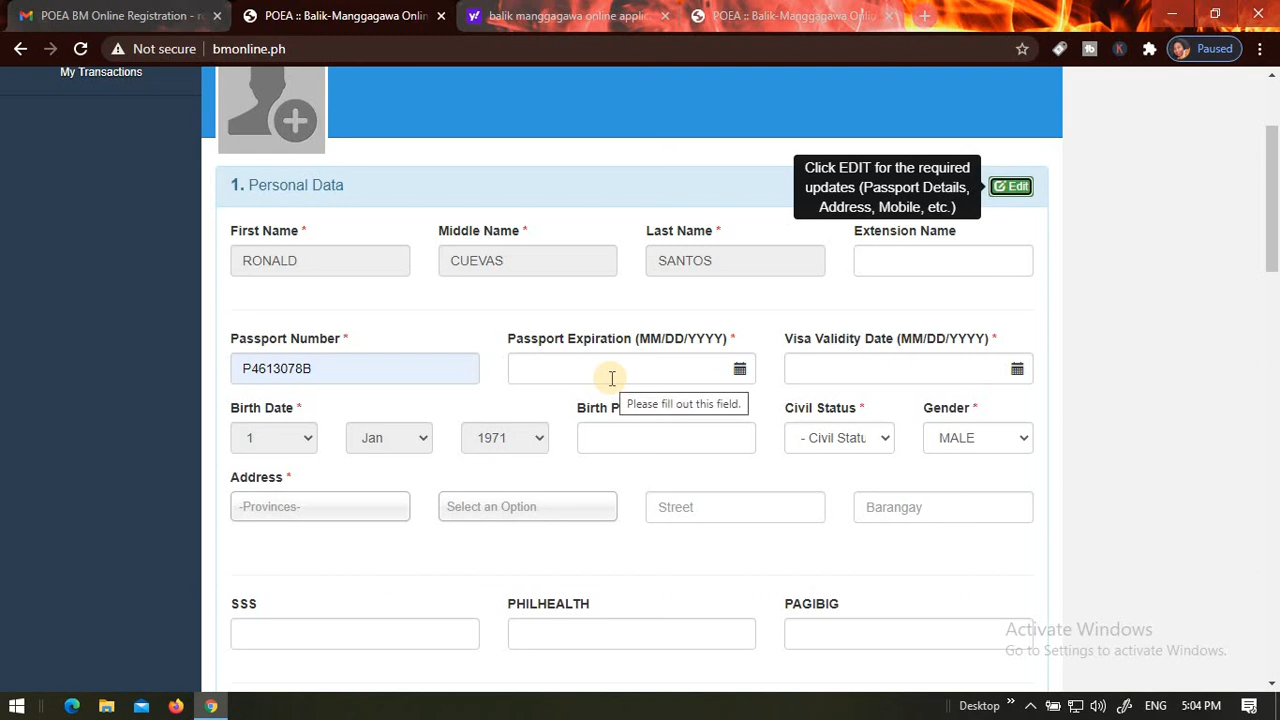 POEA BM Online Registration - ro
POEA :: Balik-Manggagawa Onlin
balik manggagawa online applic
POEA :: Balik-Manggagawa Onlin
Not secure
bmonline.ph
Paused
My Transactions
1. Personal Data
Click EDIT for the required
updates (Passport Details,
Address, Mobile, etc.)
Edit
First Name *
Middle Name *
Last Name *
Extension Name
RONALD
CUEVAS
SANTOS
Passport Number *
Passport Expiration (MM/DD/YYYY) *
Visa Validity Date (MM/DD/YYYY) *
P4613078B
Please fill out this field.
Birth Date *
Birth P
Civil Status *
Gender *
1
Jan
1971
- Civil Statu
MALE
Address *
-Provinces-
Select an Option
Street
Barangay
SSS
PHILHEALTH
PAGIBIG
Activate Windows
Go to Settings to activate Windows.
Desktop
ENG
5:04 PM